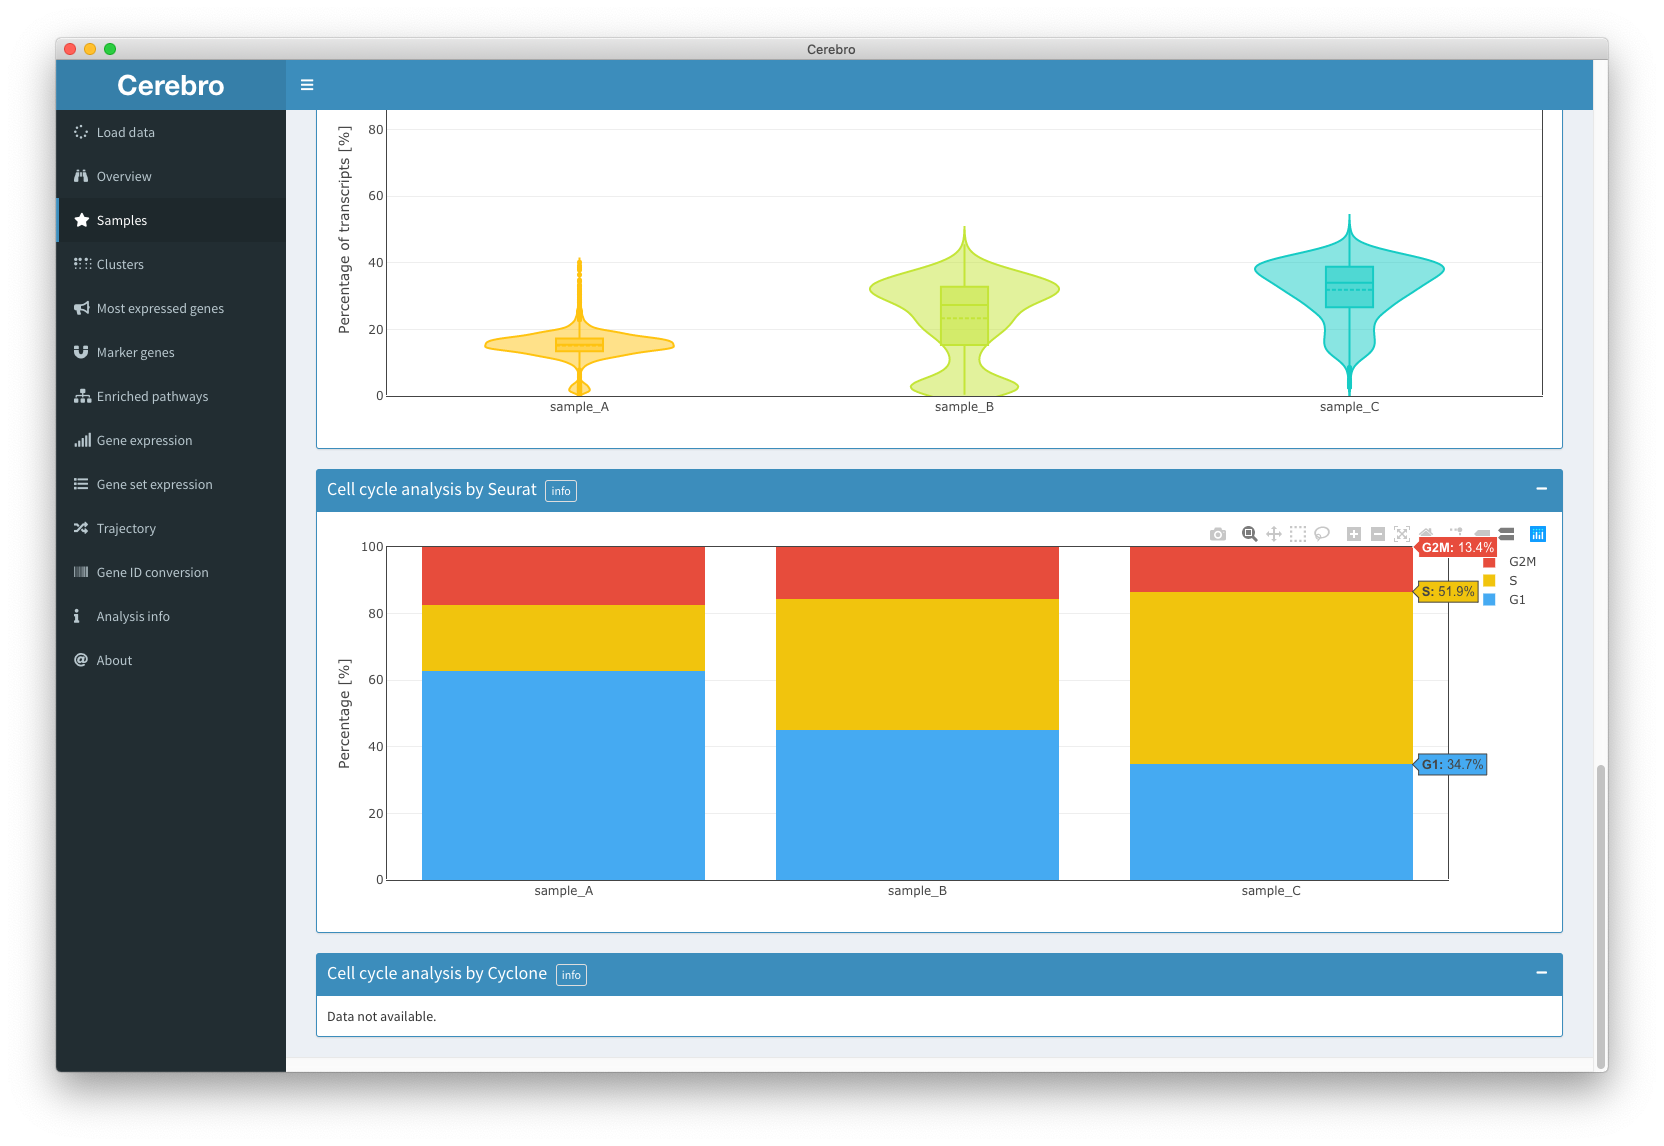 Cerebro
Cerebro
Load data
Overview
Samples
Clusters
Most expressed genes
Marker genes
Enriched pathways
Gene expression
Gene set expression
Trajectory
Gene ID conversion
Analysis info
About
Percentage of transcripts [%]
80
60
40
20
0
sample_A
sample_B
sample_C
Cell cycle analysis by Seurat info
Percentage [%]
100
80
60
40
20
0
sample_A
sample_B
sample_C
G2M: 13.4%
S: 51.9%
G1: 34.7%
G2M
S
G1
Cell cycle analysis by Cyclone info
Data not available.